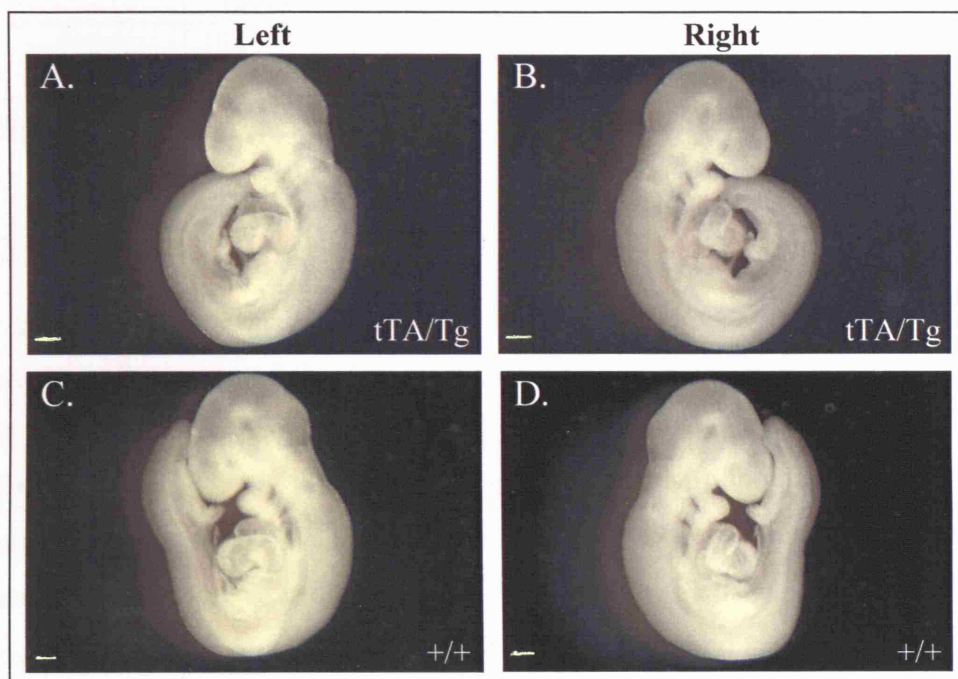 Left Right
A. B.
tTA/Tg tTA/Tg
C. D.
+/+ +/+